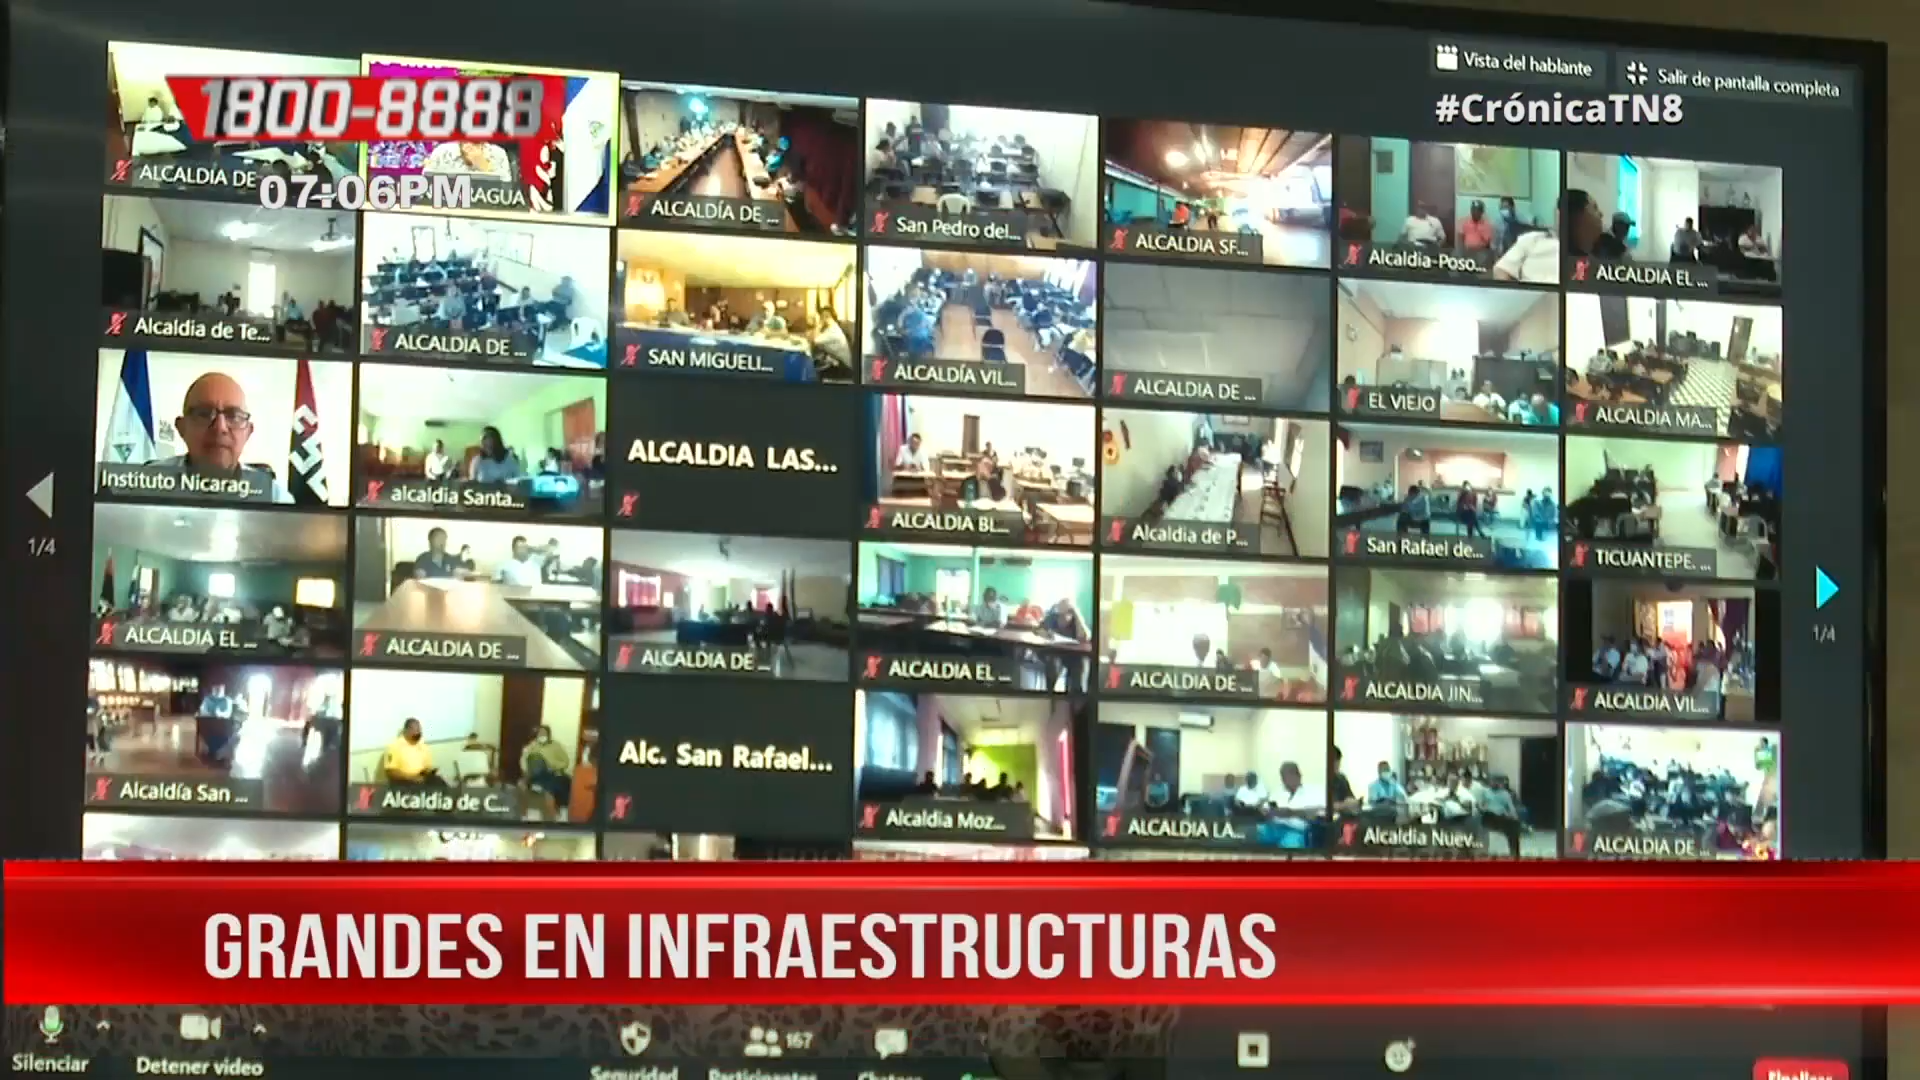 Vista del hablante
Salir de pantalla completa
1800-8888
#CrónicaTN8
07:06PM
ALCALDIA DE
RAGUA
ALCALDÍA DE ...
San Pedro del...
ALCALDIA SF...
Alcaldia-Poso...
ALCALDIA EL ...
Alcaldia de Te...
ALCALDIA DE ...
SAN MIGUELI...
ALCALDÍA VIL...
ALCALDIA DE ...
EL VIEJO
ALCALDIA MA...
Instituto Nicarag...
alcaldia Santa...
ALCALDIA LAS...
ALCALDIA BL...
Alcaldia de P...
San Rafael de...
TICUANTEPE. ...
1/4
1/4
ALCALDIA EL ...
ALCALDIA DE ...
ALCALDIA DE ...
ALCALDIA EL ...
ALCALDIA DE ...
ALCALDIA JIN...
ALCALDIA VIL...
Alcaldía San ...
Alcaldia de C...
Alc. San Rafael...
Alcaldia Moz...
ALCALDIA LA...
Alcaldia Nuev...
ALCALDIA DE ...
GRANDES EN INFRAESTRUCTURAS
Silenciar
Detener video
Seguridad
167
Participantes
Finalizar